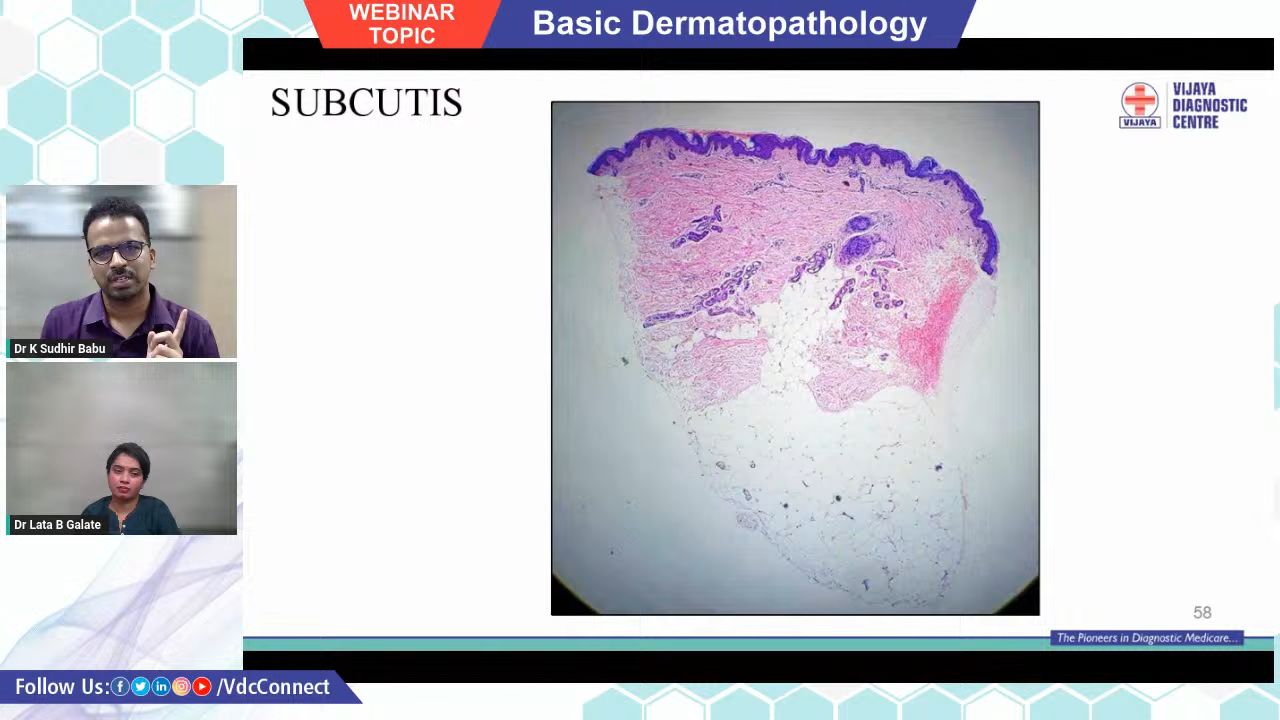 WEBINAR
TOPIC
Basic Dermatopathology
SUBCUTIS
VIJAYA
VIJAYA
DIAGNOSTIC
CENTRE
Dr K Sudhir Babu
Dr Lata B Galate
58
The Pioneers in Diagnostic Medicare...
Follow Us: /VdcConnect